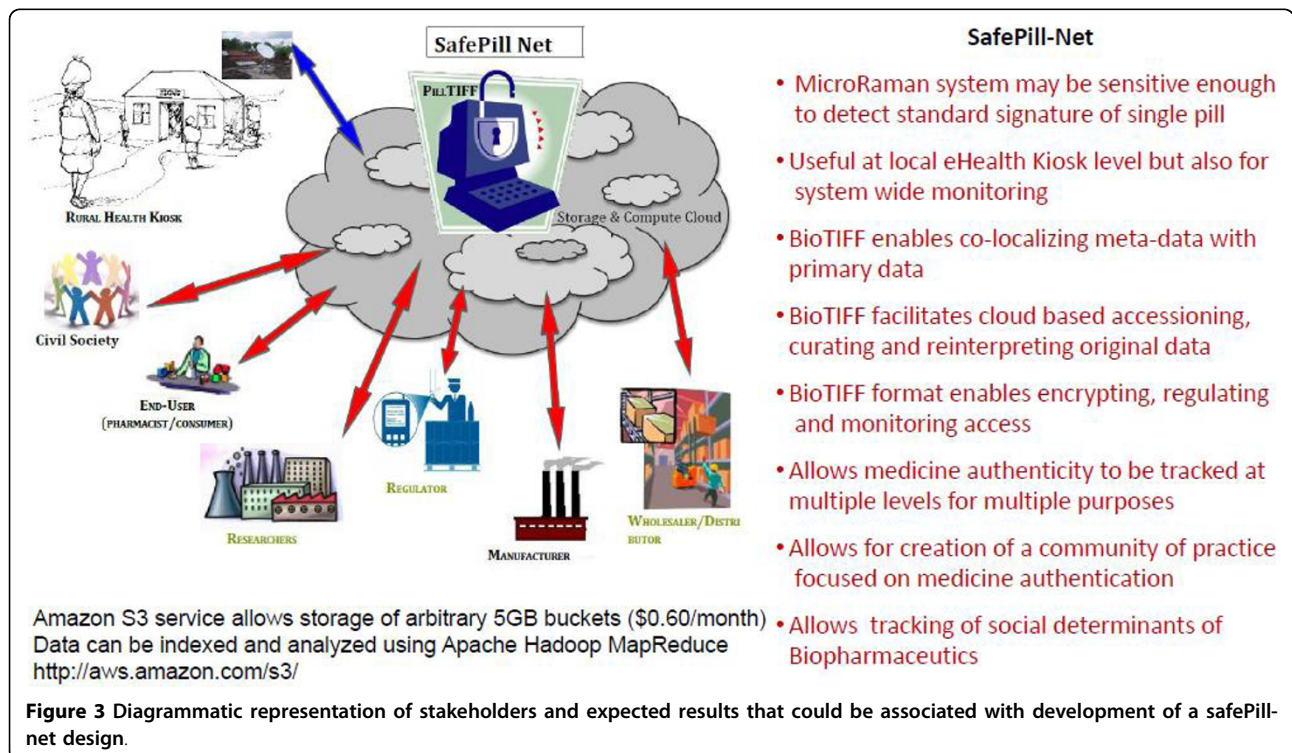 SafePill Net
PILLTIFF
Storage & Compute Cloud
RURAL HEALTH KIOSK
Civil Society
END-USER
(PHARMACIST/CONSUMER)
RESEARCHERS
REGULATOR
MANUFACTURER
WHOLESALER/DISTRI
BUTOR
Amazon S3 service allows storage of arbitrary 5GB buckets ($0.60/month)
Data can be indexed and analyzed using Apache Hadoop MapReduce
http://aws.amazon.com/s3/
SafePill-Net
• MicroRaman system may be sensitive enough
to detect standard signature of single pill
• Useful at local eHealth Kiosk level but also for
system wide monitoring
• BioTIFF enables co-localizing meta-data with
primary data
• BioTIFF facilitates cloud based accessioning,
curating and reinterpreting original data
• BioTIFF format enables encrypting, regulating
and monitoring access
• Allows medicine authenticity to be tracked at
multiple levels for multiple purposes
• Allows for creation of a community of practice
focused on medicine authentication
• Allows tracking of social determinants of
Biopharmaceutics
Figure 3 Diagrammatic representation of stakeholders and expected results that could be associated with development of a safePill-
net design.